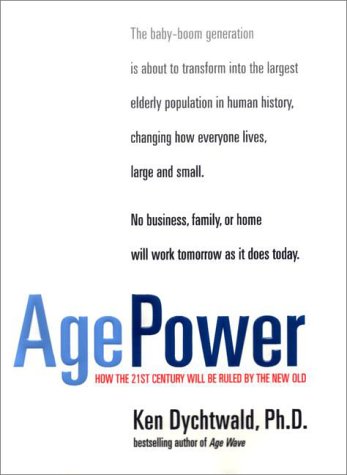 The baby-boom generation
is about to transform into the largest
elderly population in human history,
changing how everyone lives,
large and small.
No business, family, or home
will work tomorrow as it does today.
AgePower
HOW THE 21ST CENTURY WILL BE RULED BY THE NEW OLD
Ken Dychtwald, Ph.D.
bestselling author of Age Wave